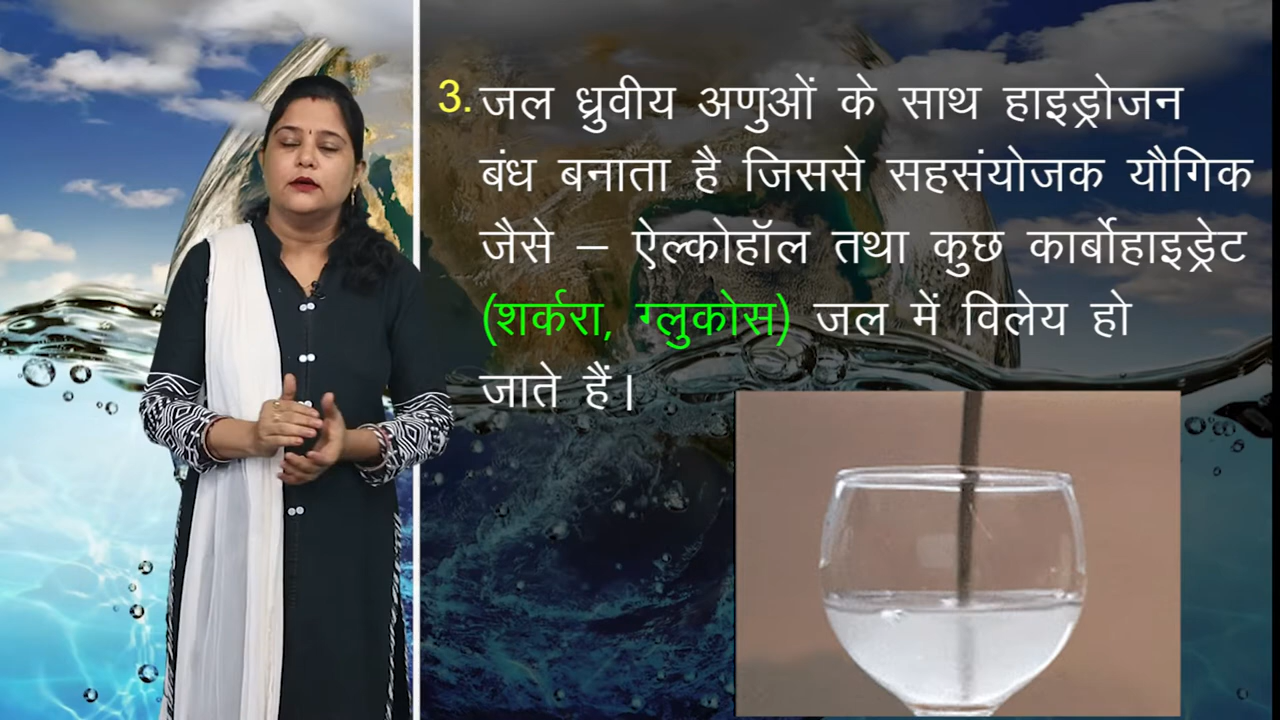 3. जल ध्रुवीय अणुओं के साथ हाइड्रोजन
बंध बनाता है जिससे सहसंयोजक यौगिक
जैसे – ऐल्कोहॉल तथा कुछ कार्बोहाइड्रेट
(शर्करा, ग्लुकोस) जल में विलेय हो
जाते हैं।